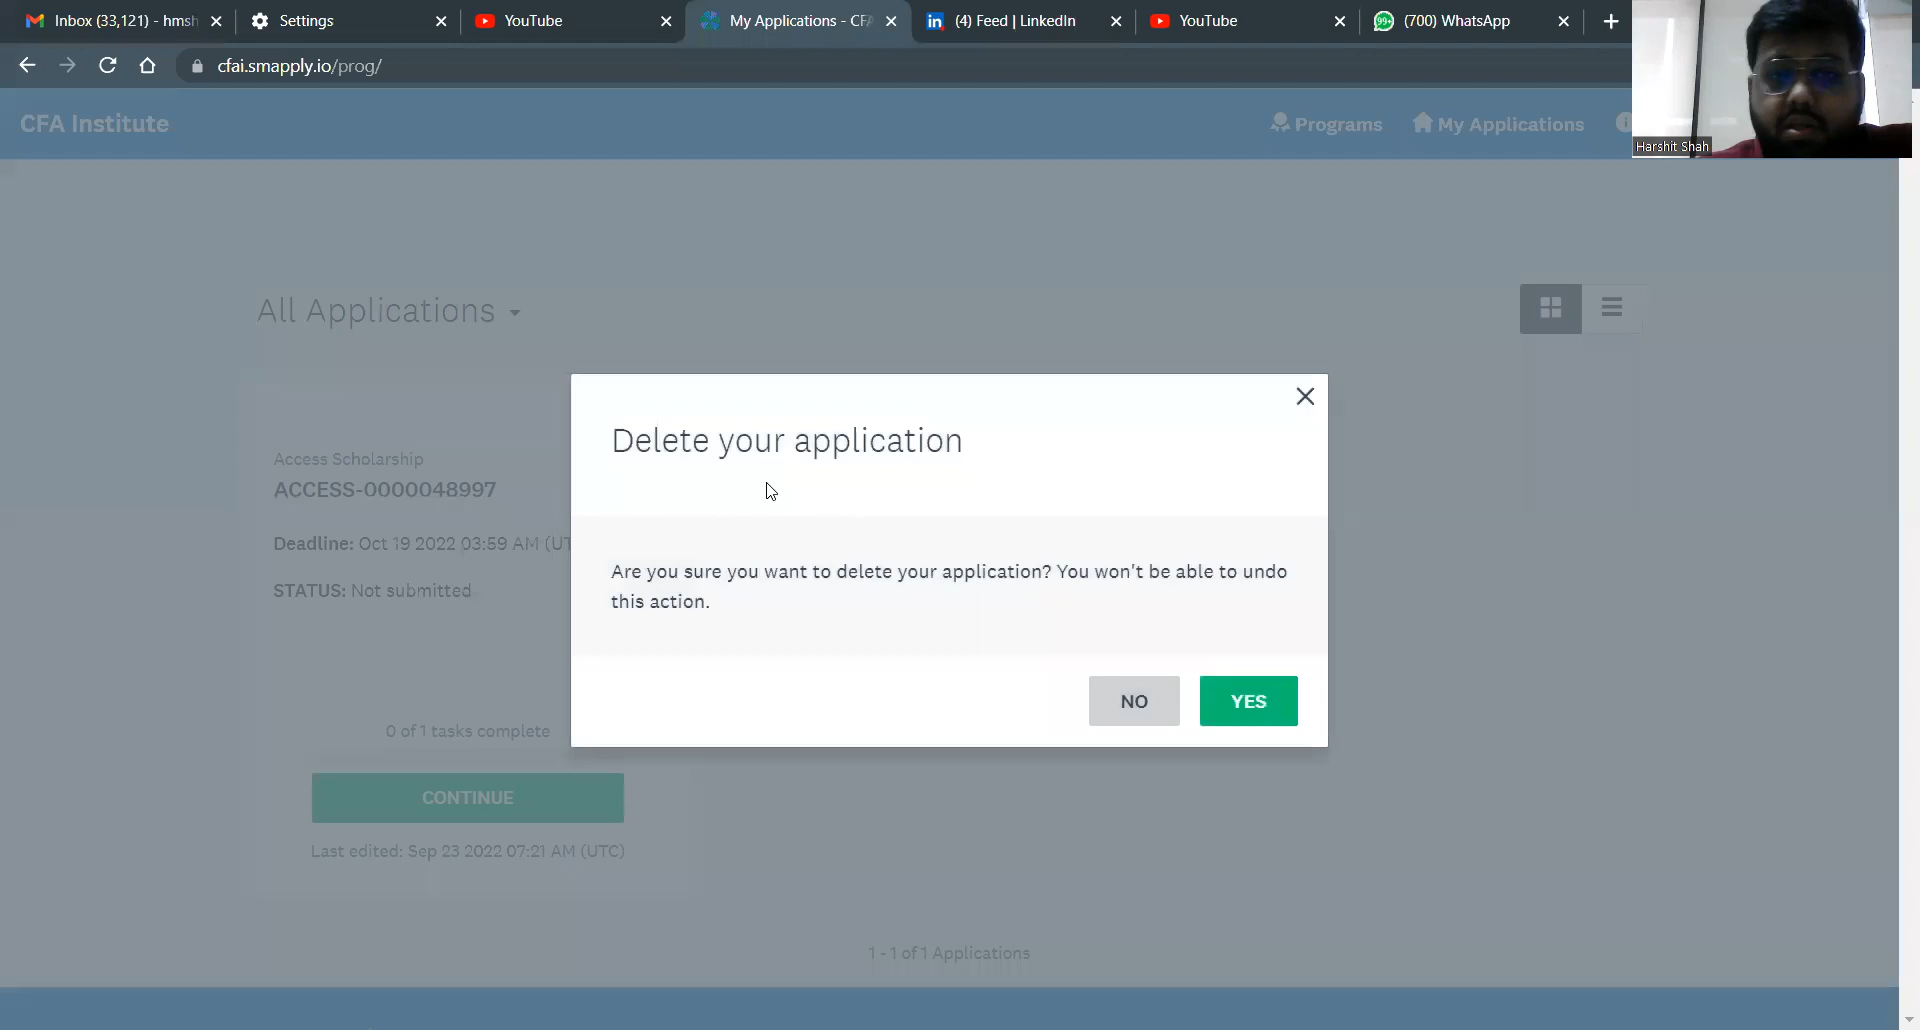 Inbox (33,121) - hmsh
Settings
YouTube
My Applications - CFA
(4) Feed | LinkedIn
YouTube
99+
(700) WhatsApp
cfai.smapply.io/prog/
CFA Institute
Programs
My Applications
Harshit Shah
All Applications
Access Scholarship
ACCESS-0000048997
Deadline: Oct 19 2022 03:59 AM (UT
STATUS: Not submitted
0 of 1 tasks complete
CONTINUE
Last edited: Sep 23 2022 07:21 AM (UTC)
Delete your application
Are you sure you want to delete your application? You won't be able to undo
this action.
NO
YES
1 - 1 of 1 Applications